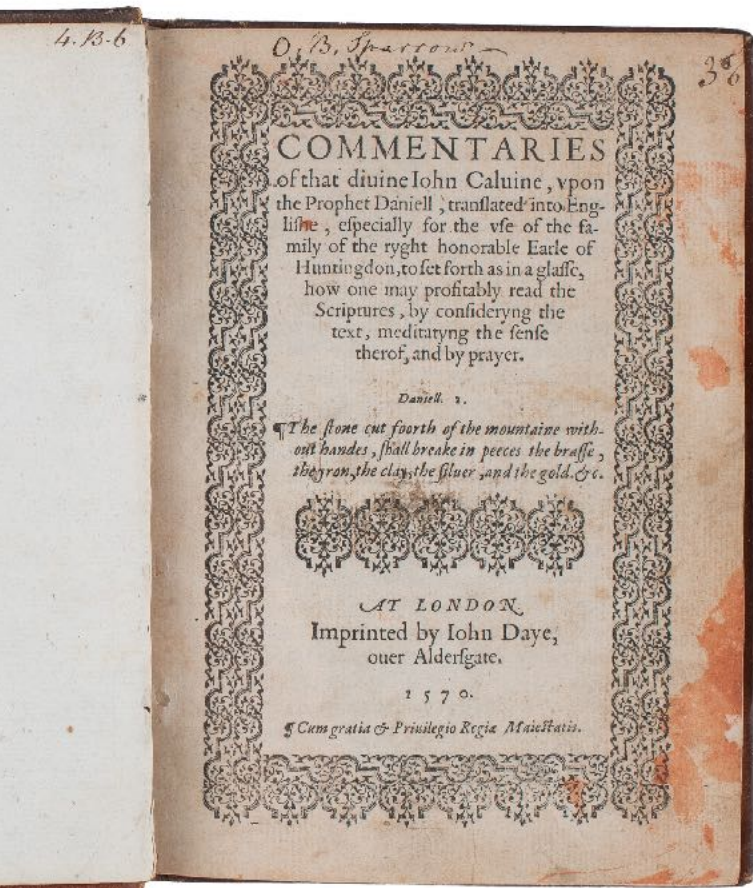 4.B-6
O. B. Sparrow
36
COMMENTARIES
of that diuine Iohn Caluine, vpon
the Prophet Daniell, tranſlated into Eng-
liſhe, eſpecially for the vſe of the fa-
mily of the ryght honorable Earle of
Huntingdon, to ſet forth as in a glaſſe,
how one may profitably read the
Scriptures, by conſideryng the
text, meditatyng the ſenſe
therof, and by prayer.
Daniell. 2.
¶The ſtone cut foorth of the mountaine with-
out handes, ſhall breake in peeces the braſſe,
the yron, the clay, the ſiluer, and the gold. &c.
AT LONDON
Imprinted by Iohn Daye,
ouer Alderſgate.
1570.
¶ Cum gratia & Priuilegio Regiæ Maieſtatis.